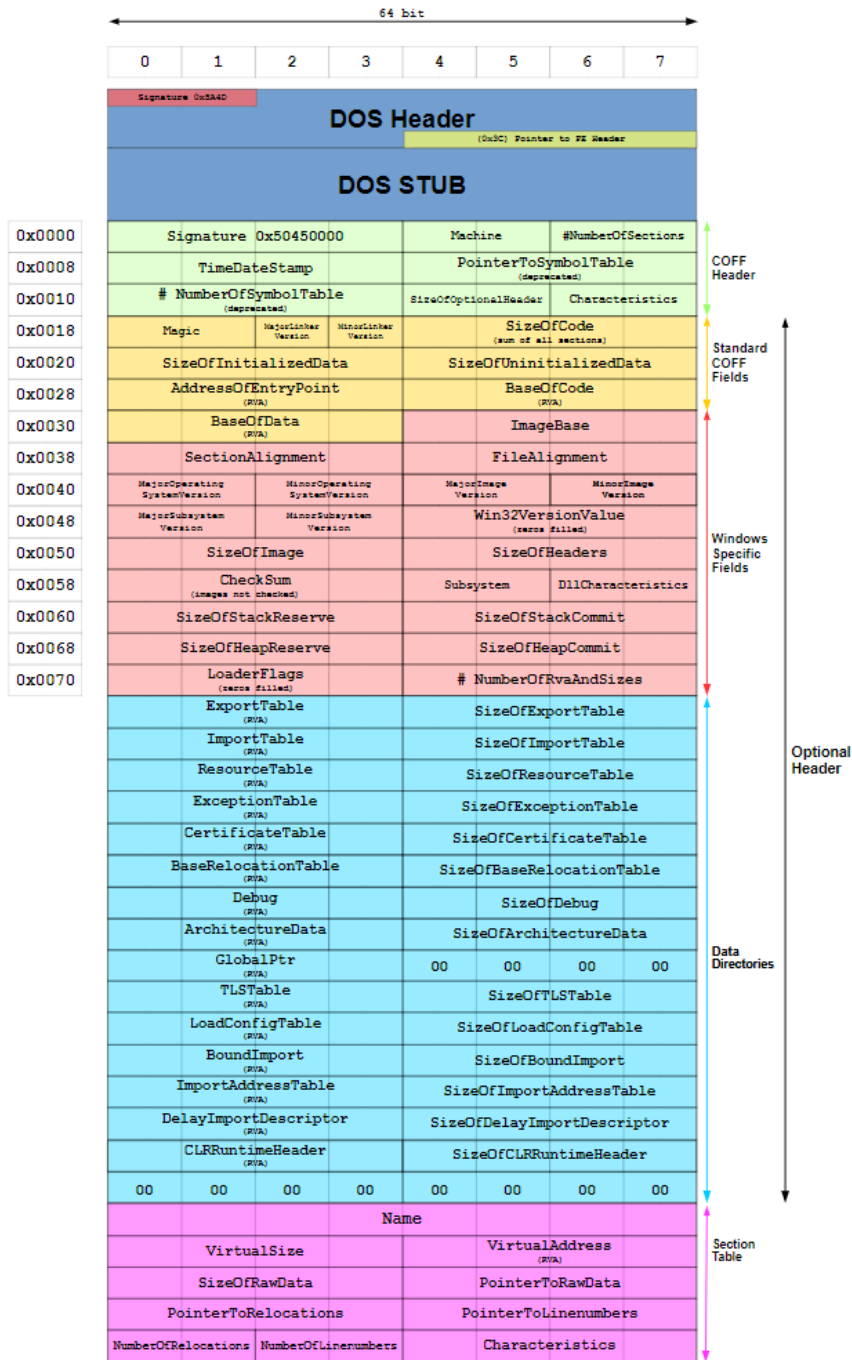 64 bit
0 1 2 3 4 5 6 7
Signature 0x5A4D
DOS Header
(0x3C) Pointer to PE Header
DOS STUB
0x0000 Signature 0x50450000 Machine #NumberOfSections
0x0008 TimeDateStamp PointerToSymbolTable
(deprecated)
COFF
Header
0x0010 # NumberOfSymbolTable SizeOfOptionalHeader Characteristics
(deprecated)
0x0018 Magic MajorLinker Version MinorLinker Version SizeOfCode
(sum of all sections)
Standard
COFF
Fields
0x0020 SizeOfInitializedData SizeOfUninitializedData
0x0028 AddressOfEntryPoint BaseOfCode
(RVA) (RVA)
0x0030 BaseOfData ImageBase
(RVA)
0x0038 SectionAlignment FileAlignment
0x0040 MajorOperating SystemVersion MinorOperating SystemVersion MajorImage Version MinorImage Version
0x0048 MajorSubsystem Version MinorSubsystem Version Win32VersionValue
(zeros filled)
Windows
Specific
Fields
0x0050 SizeOfImage SizeOfHeaders
0x0058 CheckSum Subsystem DllCharacteristics
(images not checked)
0x0060 SizeOfStackReserve SizeOfStackCommit
0x0068 SizeOfHeapReserve SizeOfHeapCommit
0x0070 LoaderFlags # NumberOfRvaAndSizes
(zeros filled)
ExportTable SizeOfExportTable
(RVA)
ImportTable SizeOfImportTable
(RVA)
Optional
Header
ResourceTable SizeOfResourceTable
(RVA)
ExceptionTable SizeOfExceptionTable
(RVA)
CertificateTable SizeOfCertificateTable
(RVA)
BaseRelocationTable SizeOfBaseRelocationTable
(RVA)
Debug SizeOfDebug
(RVA)
ArchitectureData SizeOfArchitectureData
(RVA)
Data
Directories
GlobalPtr 00 00 00 00
(RVA)
TLSTable SizeOfTLSTable
(RVA)
LoadConfigTable SizeOfLoadConfigTable
(RVA)
BoundImport SizeOfBoundImport
(RVA)
ImportAddressTable SizeOfImportAddressTable
(RVA)
DelayImportDescriptor SizeOfDelayImportDescriptor
(RVA)
CLRRuntimeHeader SizeOfCLRRuntimeHeader
(RVA)
00 00 00 00 00 00 00 00
Name
VirtualSize VirtualAddress
(RVA)
Section
Table
SizeOfRawData PointerToRawData
PointerToRelocations PointerToLinenumbers
NumberOfRelocations NumberOfLinenumbers Characteristics